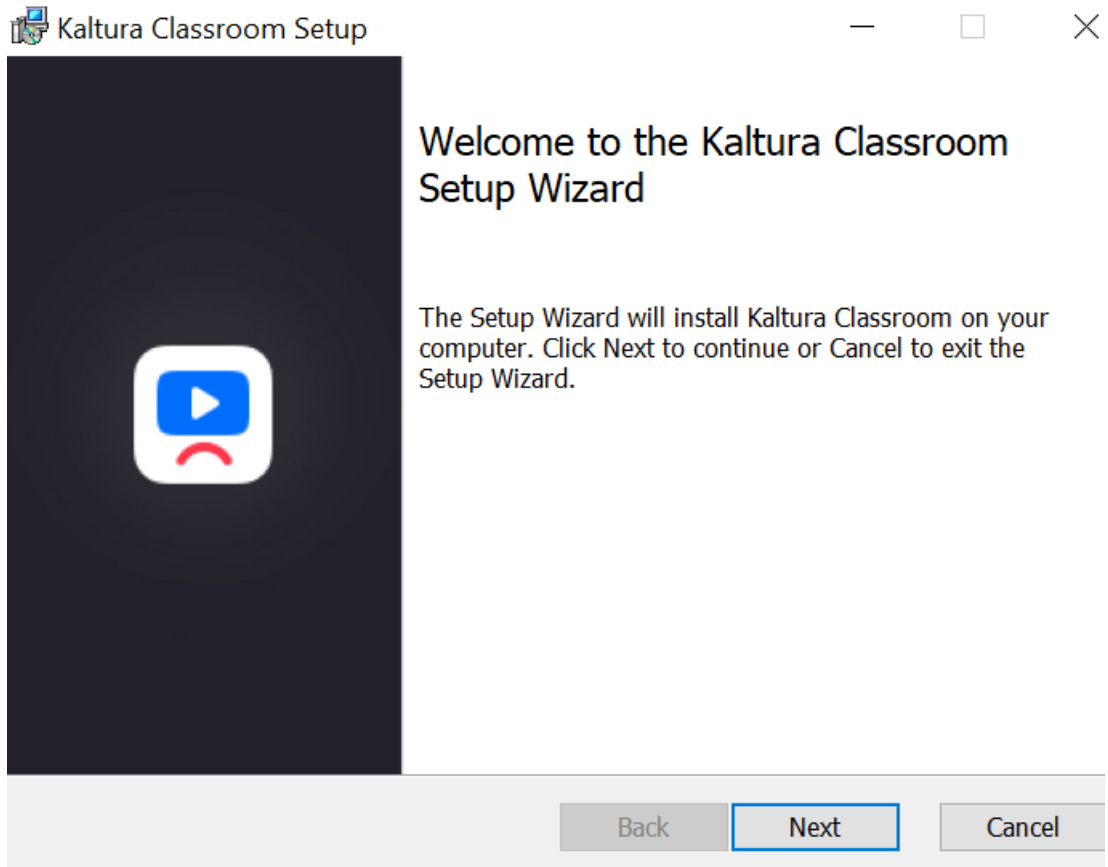 Kaltura Classroom Setup
Welcome to the Kaltura Classroom
Setup Wizard
The Setup Wizard will install Kaltura Classroom on your
computer. Click Next to continue or Cancel to exit the
Setup Wizard.
Back
Next
Cancel